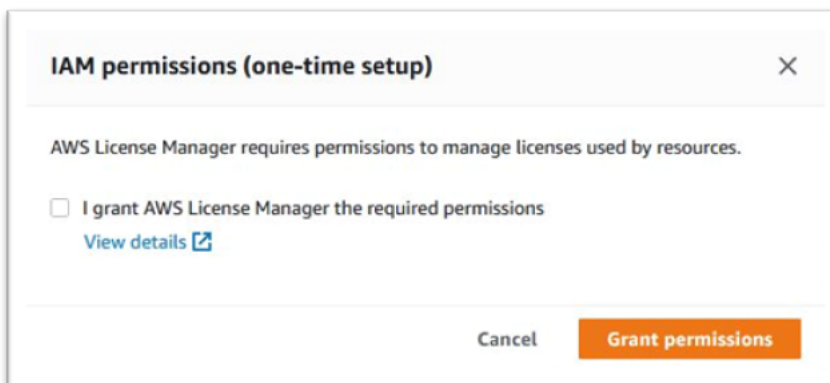 IAM permissions (one-time setup)
AWS License Manager requires permissions to manage licenses used by resources.
I grant AWS License Manager the required permissions
View details
Cancel
Grant permissions